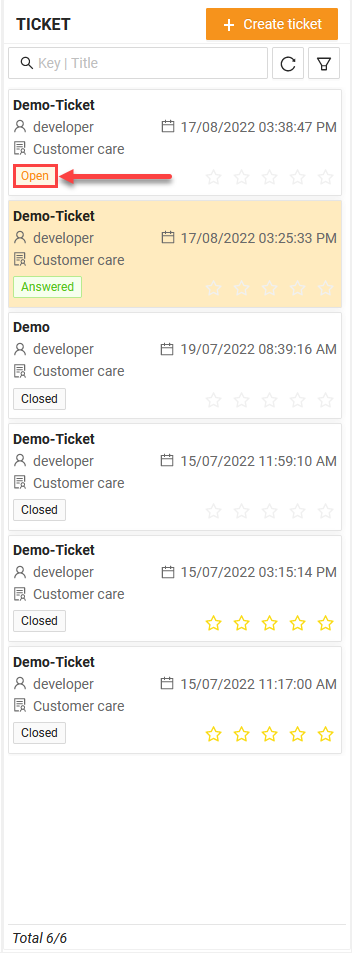 TICKET
+ Create ticket
Key | Title
Demo-Ticket
developer 17/08/2022 03:38:47 PM
Customer care
Open
Demo-Ticket
developer 17/08/2022 03:25:33 PM
Customer care
Answered
Demo
developer 19/07/2022 08:39:16 AM
Customer care
Closed
Demo-Ticket
developer 15/07/2022 11:59:10 AM
Customer care
Closed
Demo-Ticket
developer 15/07/2022 03:15:14 PM
Customer care
Closed
Demo-Ticket
developer 15/07/2022 11:17:00 AM
Customer care
Closed
Total 6/6